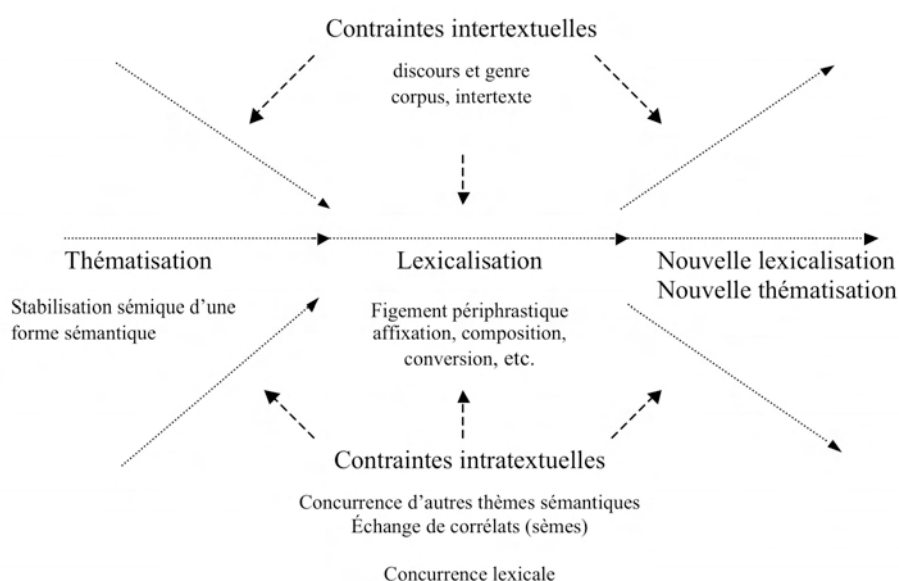 Contraintes intertextuelles
discours et genre
corpus, intertexte
Thématisation
Stabilisation sémique d'une
forme sémantique
Lexicalisation
Figement périphrastique
affixation, composition,
conversion, etc.
Nouvelle lexicalisation
Nouvelle thématisation
Contraintes intratextuelles
Concurrence d'autres thèmes sémantiques
Échange de corrélats (sèmes)
Concurrence lexicale